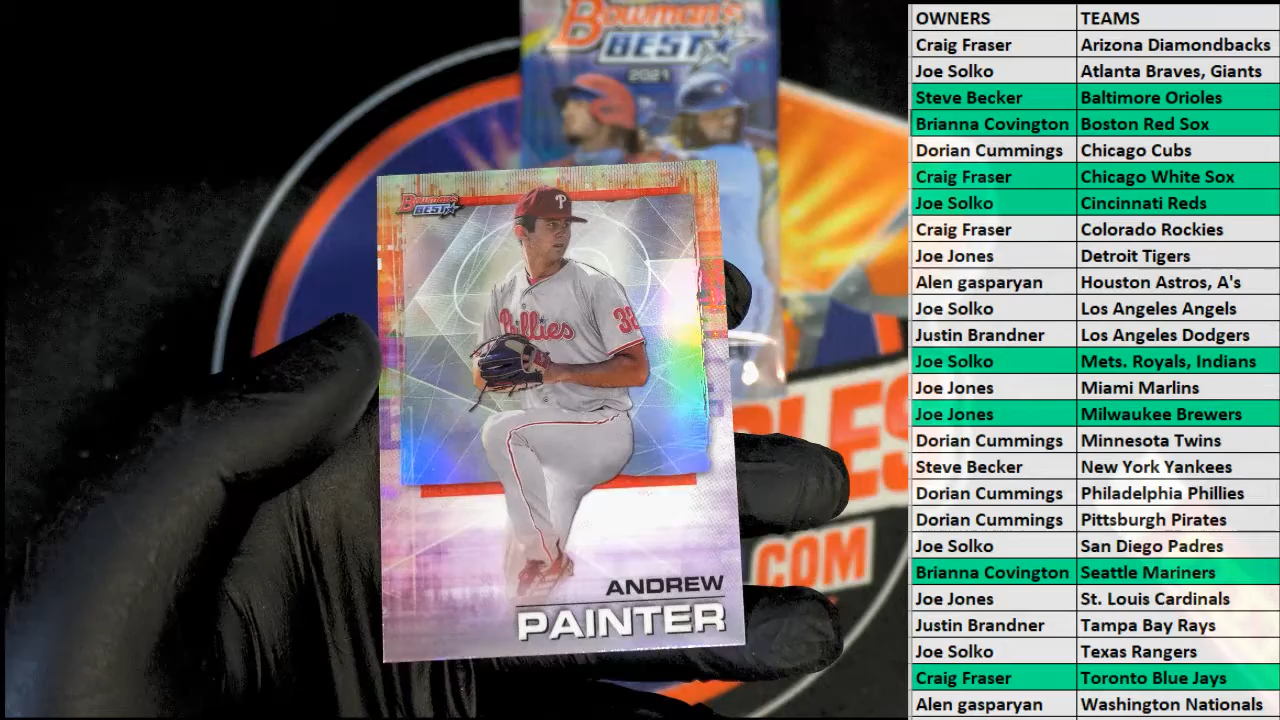 Bowman's
BEST
2021
Bowman's
BEST
P
Phillies
38
ANDREW
PAINTER
LES
.COM
OWNERS TEAMS
Craig Fraser Arizona Diamondbacks
Joe Solko Atlanta Braves, Giants
Steve Becker Baltimore Orioles
Brianna Covington Boston Red Sox
Dorian Cummings Chicago Cubs
Craig Fraser Chicago White Sox
Joe Solko Cincinnati Reds
Craig Fraser Colorado Rockies
Joe Jones Detroit Tigers
Alen gasparyan Houston Astros, A's
Joe Solko Los Angeles Angels
Justin Brandner Los Angeles Dodgers
Joe Solko Mets. Royals, Indians
Joe Jones Miami Marlins
Joe Jones Milwaukee Brewers
Dorian Cummings Minnesota Twins
Steve Becker New York Yankees
Dorian Cummings Philadelphia Phillies
Dorian Cummings Pittsburgh Pirates
Joe Solko San Diego Padres
Brianna Covington Seattle Mariners
Joe Jones St. Louis Cardinals
Justin Brandner Tampa Bay Rays
Joe Solko Texas Rangers
Craig Fraser Toronto Blue Jays
Alen gasparyan Washington Nationals